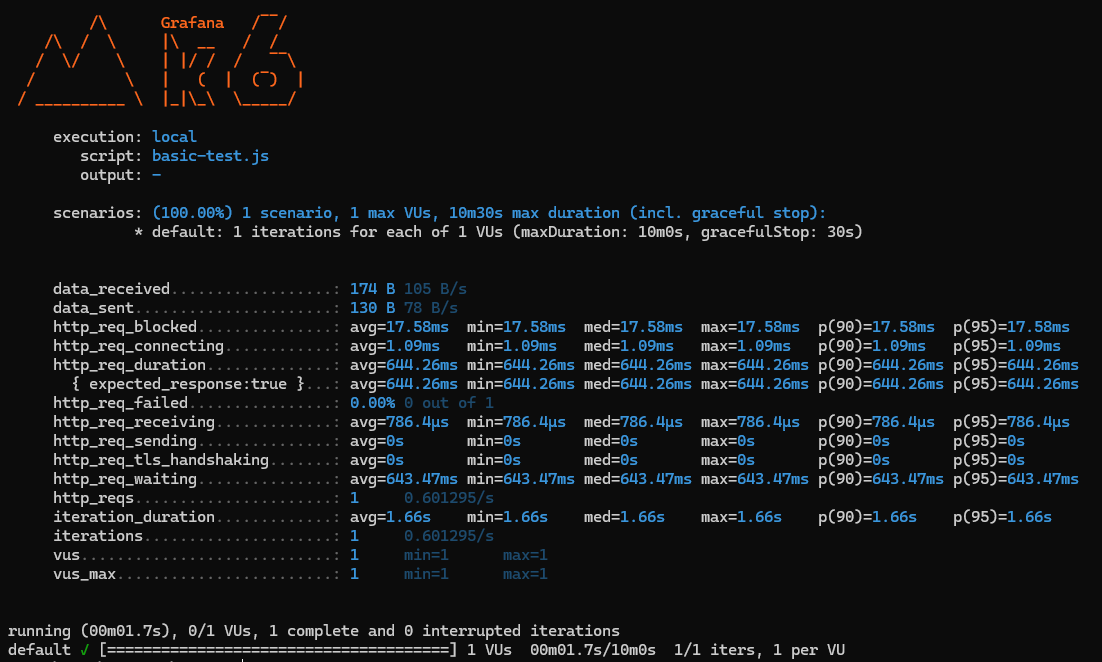 /\      Grafana   /‾‾/
    /\  /  \     |\  __   /  /
   /  \/    \    | |/ /  /   ‾‾\
  /          \   |   (  |  (‾)  |
 / __________ \  |_|\_\  \_____/
     execution: local
        script: basic-test.js
        output: -
     scenarios: (100.00%) 1 scenario, 1 max VUs, 10m30s max duration (incl. graceful stop):
              * default: 1 iterations for each of 1 VUs (maxDuration: 10m0s, gracefulStop: 30s)
     data_received..................: 174 B 105 B/s
     data_sent......................: 130 B 78 B/s
     http_req_blocked...............: avg=17.58ms  min=17.58ms  med=17.58ms  max=17.58ms  p(90)=17.58ms  p(95)=17.58ms
     http_req_connecting............: avg=1.09ms   min=1.09ms   med=1.09ms   max=1.09ms   p(90)=1.09ms   p(95)=1.09ms
     http_req_duration..............: avg=644.26ms min=644.26ms med=644.26ms max=644.26ms p(90)=644.26ms p(95)=644.26ms
       { expected_response:true }...: avg=644.26ms min=644.26ms med=644.26ms max=644.26ms p(90)=644.26ms p(95)=644.26ms
     http_req_failed................: 0.00% 0 out of 1
     http_req_receiving.............: avg=786.4µs  min=786.4µs  med=786.4µs  max=786.4µs  p(90)=786.4µs  p(95)=786.4µs
     http_req_sending...............: avg=0s       min=0s       med=0s       max=0s       p(90)=0s       p(95)=0s
     http_req_tls_handshaking.......: avg=0s       min=0s       med=0s       max=0s       p(90)=0s       p(95)=0s
     http_req_waiting...............: avg=643.47ms min=643.47ms med=643.47ms max=643.47ms p(90)=643.47ms p(95)=643.47ms
     http_reqs......................: 1     0.601295/s
     iteration_duration.............: avg=1.66s    min=1.66s    med=1.66s    max=1.66s    p(90)=1.66s    p(95)=1.66s
     iterations.....................: 1     0.601295/s
     vus............................: 1     min=1      max=1
     vus_max........................: 1     min=1      max=1
running (00m01.7s), 0/1 VUs, 1 complete and 0 interrupted iterations
default ✓ [======================================] 1 VUs  00m01.7s/10m0s  1/1 iters, 1 per VU